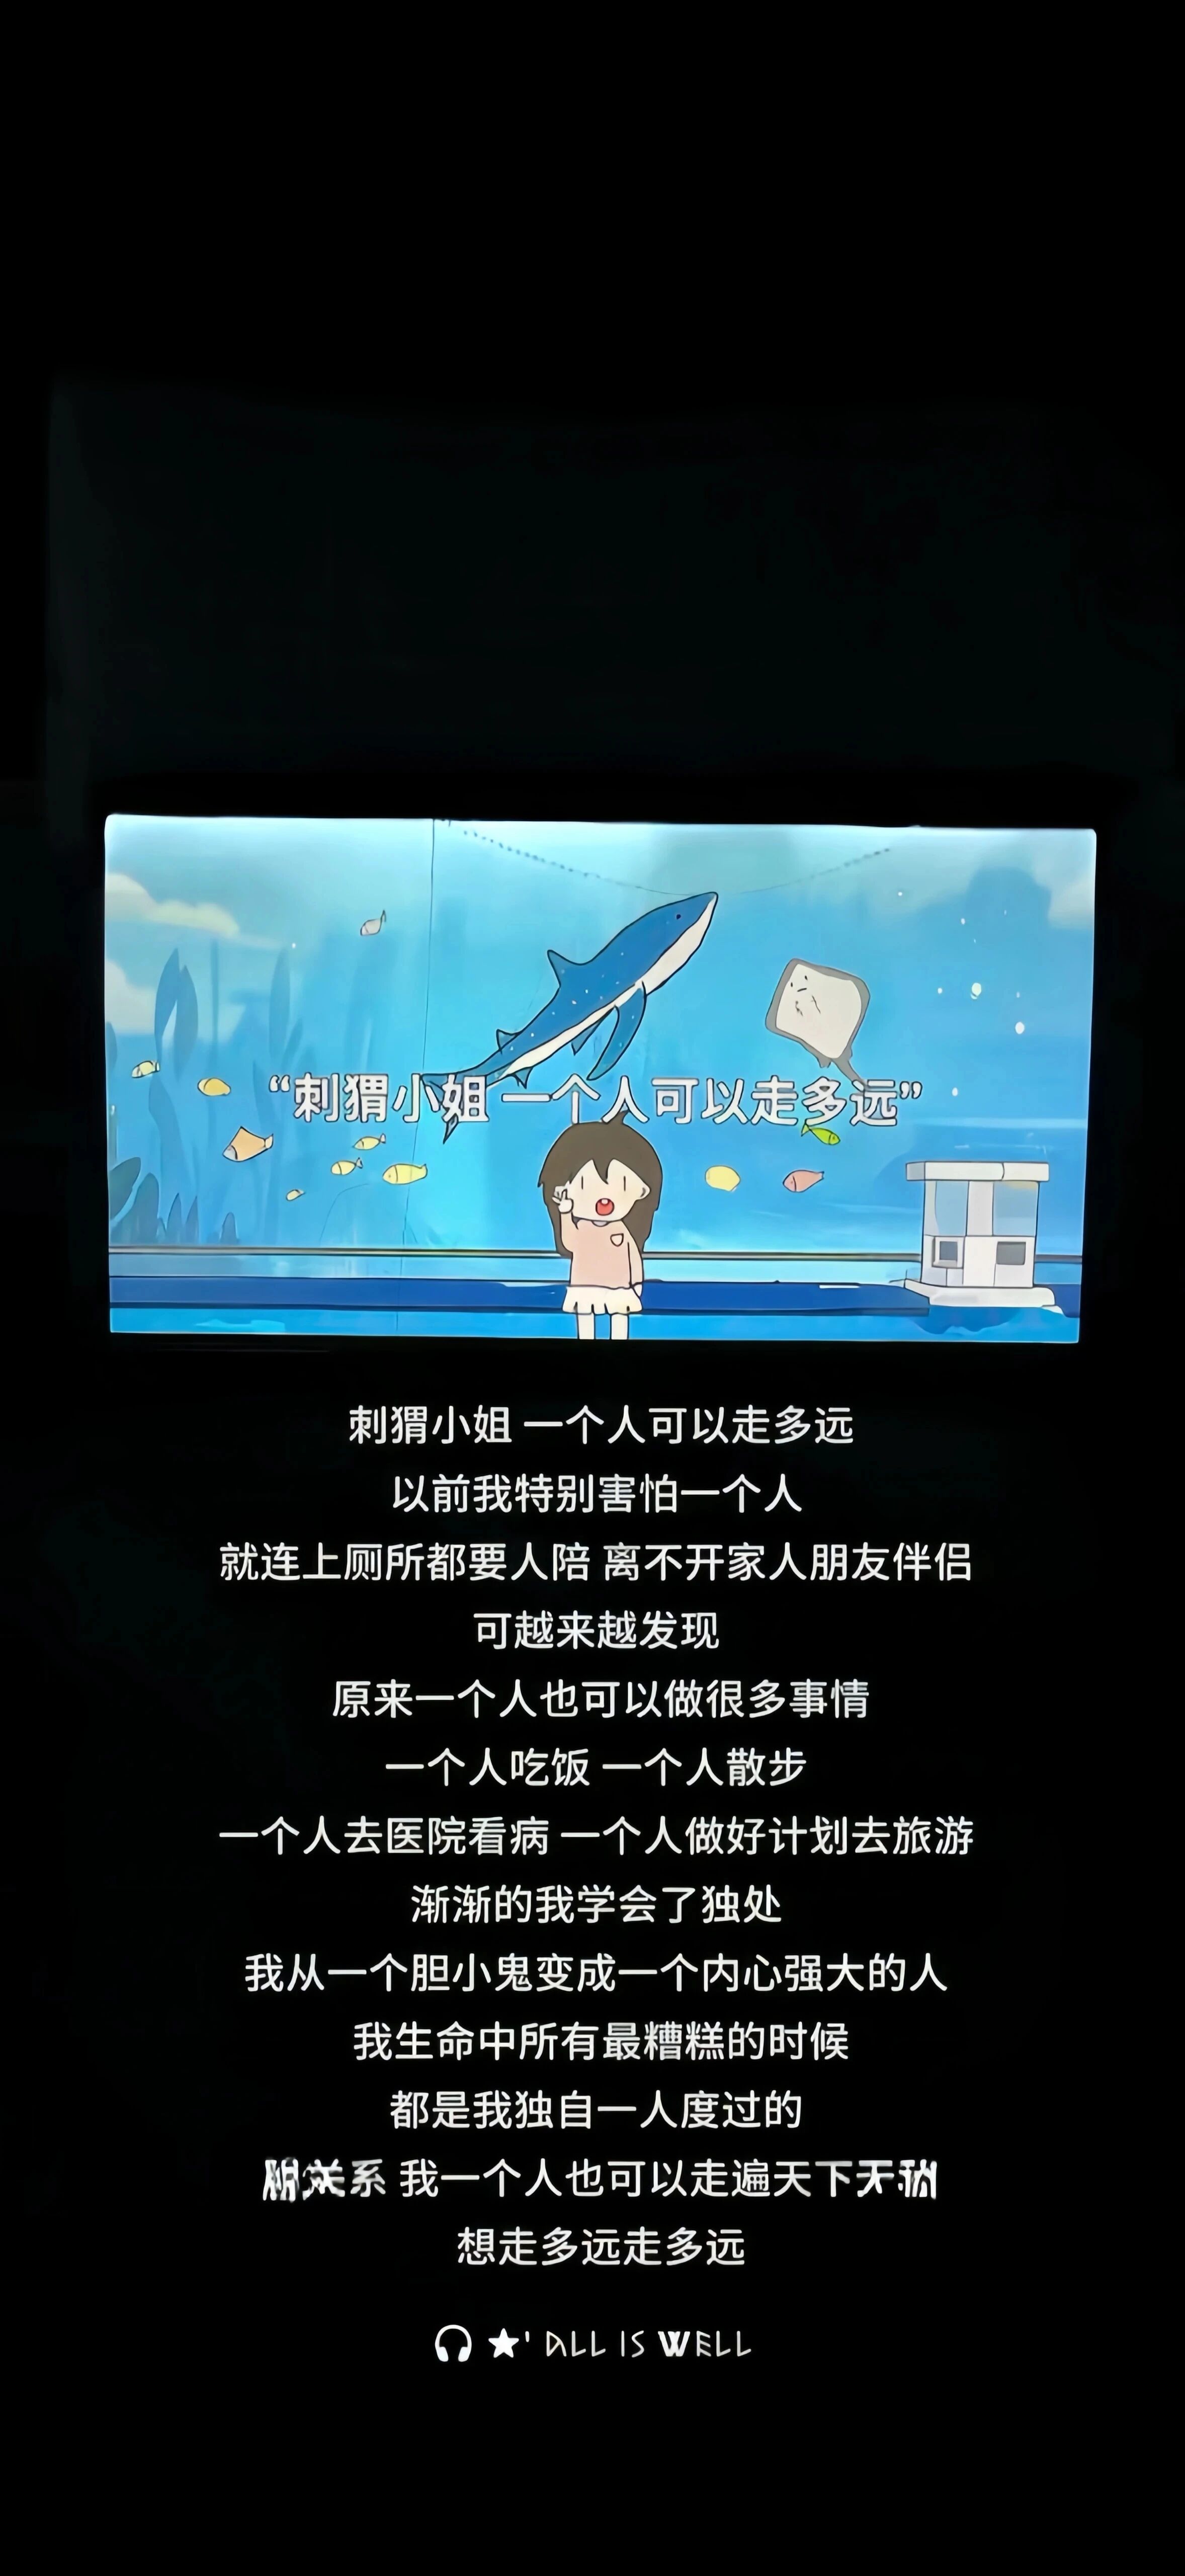 “刺猬小姐 一个人可以走多远”
刺猬小姐 一个人可以走多远
以前我特别害怕一个人
就连上厕所都要人陪 离不开家人朋友伴侣
可越来越发现
原来一个人也可以做很多事情
一个人吃饭 一个人散步
一个人去医院看病 一个人做好计划去旅游
渐渐的我学会了独处
我从一个胆小鬼变成一个内心强大的人
我生命中所有最糟糕的时候
都是我独自一人度过的
关系 我一个人也可以走遍天下
想走多远走多远
ALL IS WELL